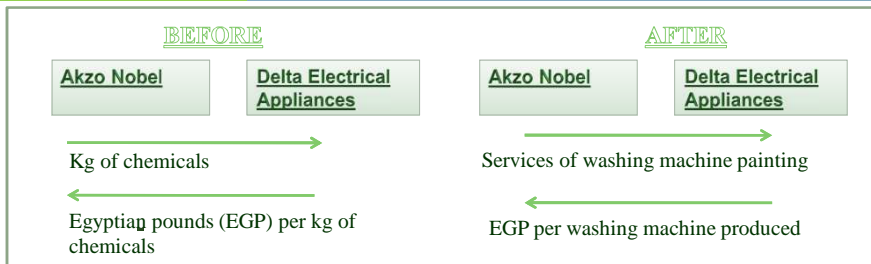 BEFORE
AFTER
Akzo Nobel
Delta Electrical
Appliances
Akzo Nobel
Delta Electrical
Appliances
Kg of chemicals
Services of washing machine painting
Egyptian pounds (EGP) per kg of
chemicals
EGP per washing machine produced